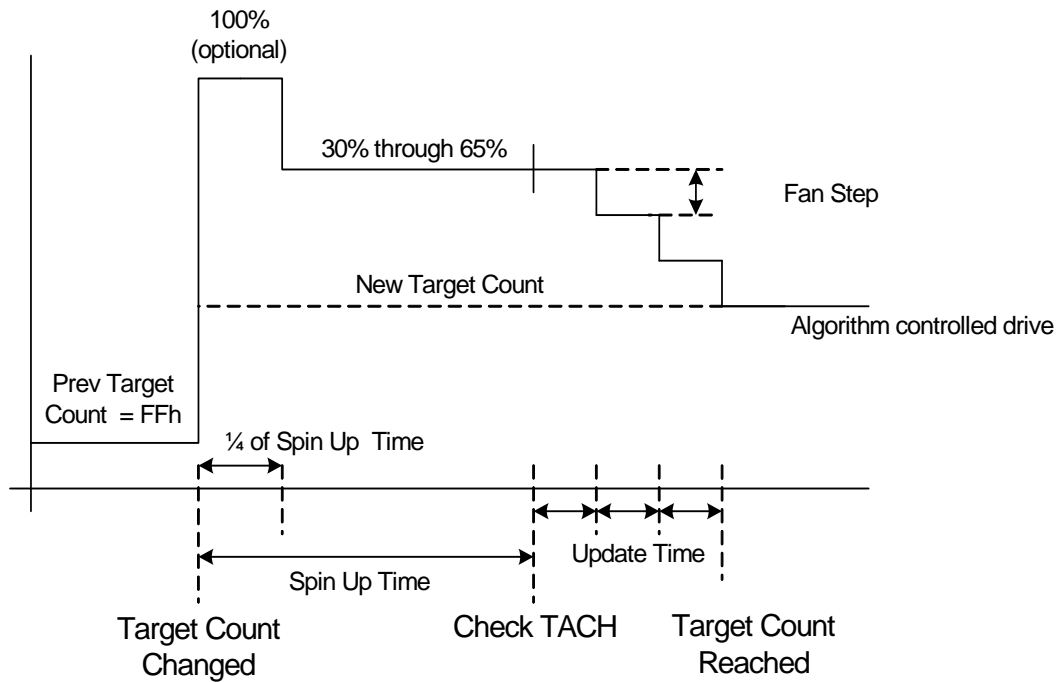 100%
(optional)
30% through 65%
Fan Step
New Target Count
Algorithm controlled drive
Prev Target
Count = FFh
¼ of Spin Up Time
Update Time
Spin Up Time
Target Count
Changed
Check TACH
Target Count
Reached